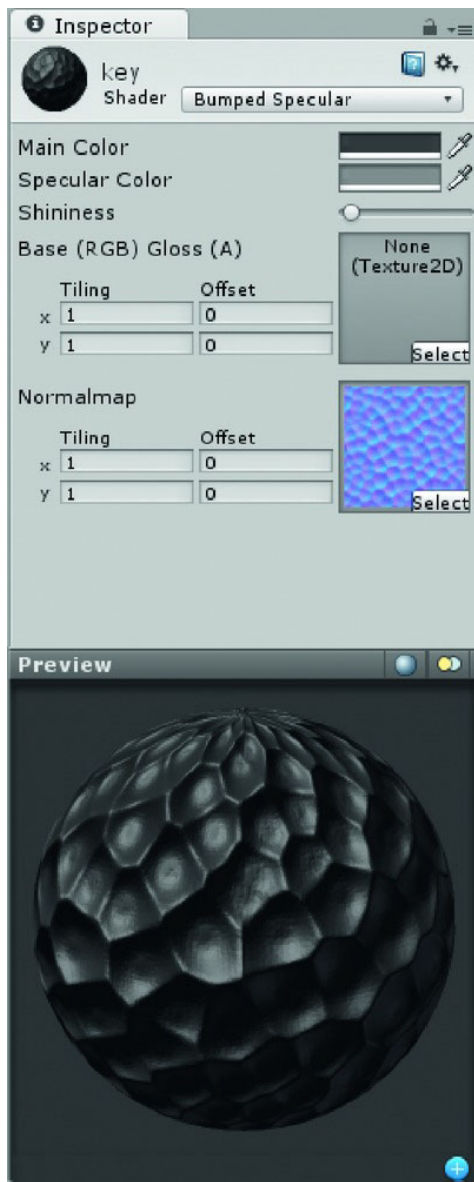 Inspector
key
Shader Bumped Specular
Main Color
Specular Color
Shininess
Base (RGB) Gloss (A)
None
(Texture2D)
Tiling Offset
x 1 0
y 1 0
Select
Normalmap
Tiling Offset
x 1 0
y 1 0
Select
Preview